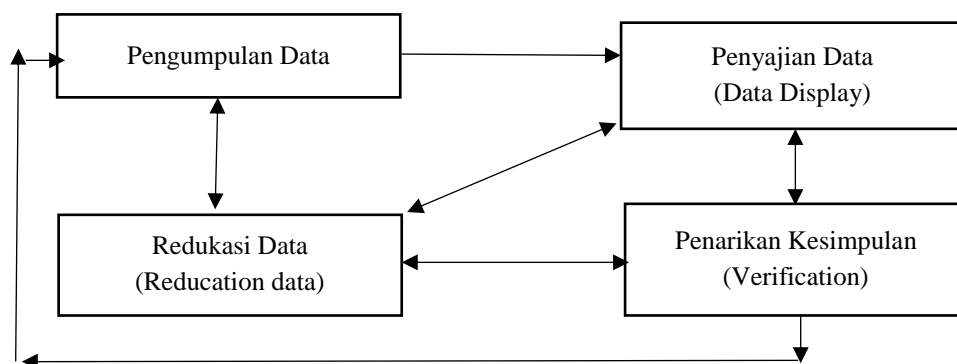 Pengumpulan Data
Penyajian Data
(Data Display)
Redukasi Data
(Reducation data)
Penarikan Kesimpulan
(Verification)